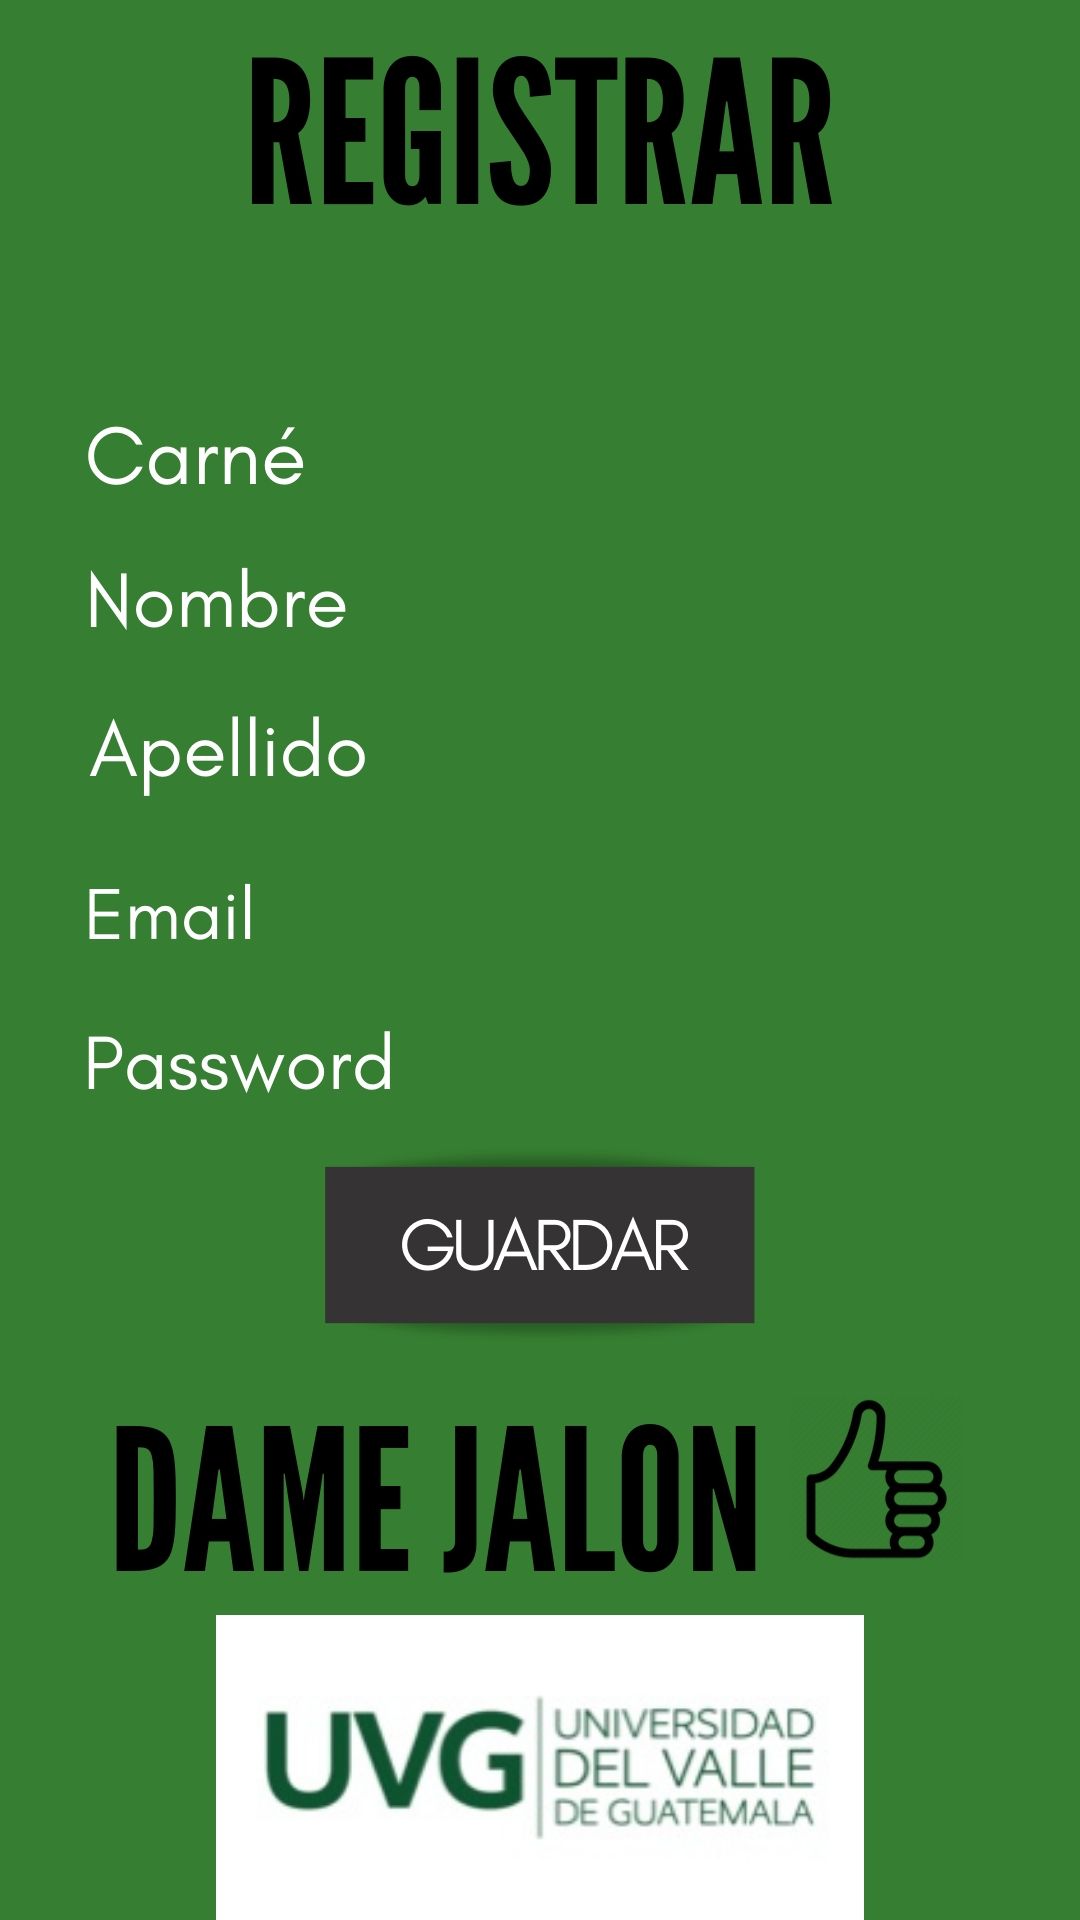 REGISTRAR
Carné
Nombre
Apellido
Email
Password
GUARDAR
DAME JALON
UVG
UNIVERSIDAD
DEL VALLE
DE GUATEMALA